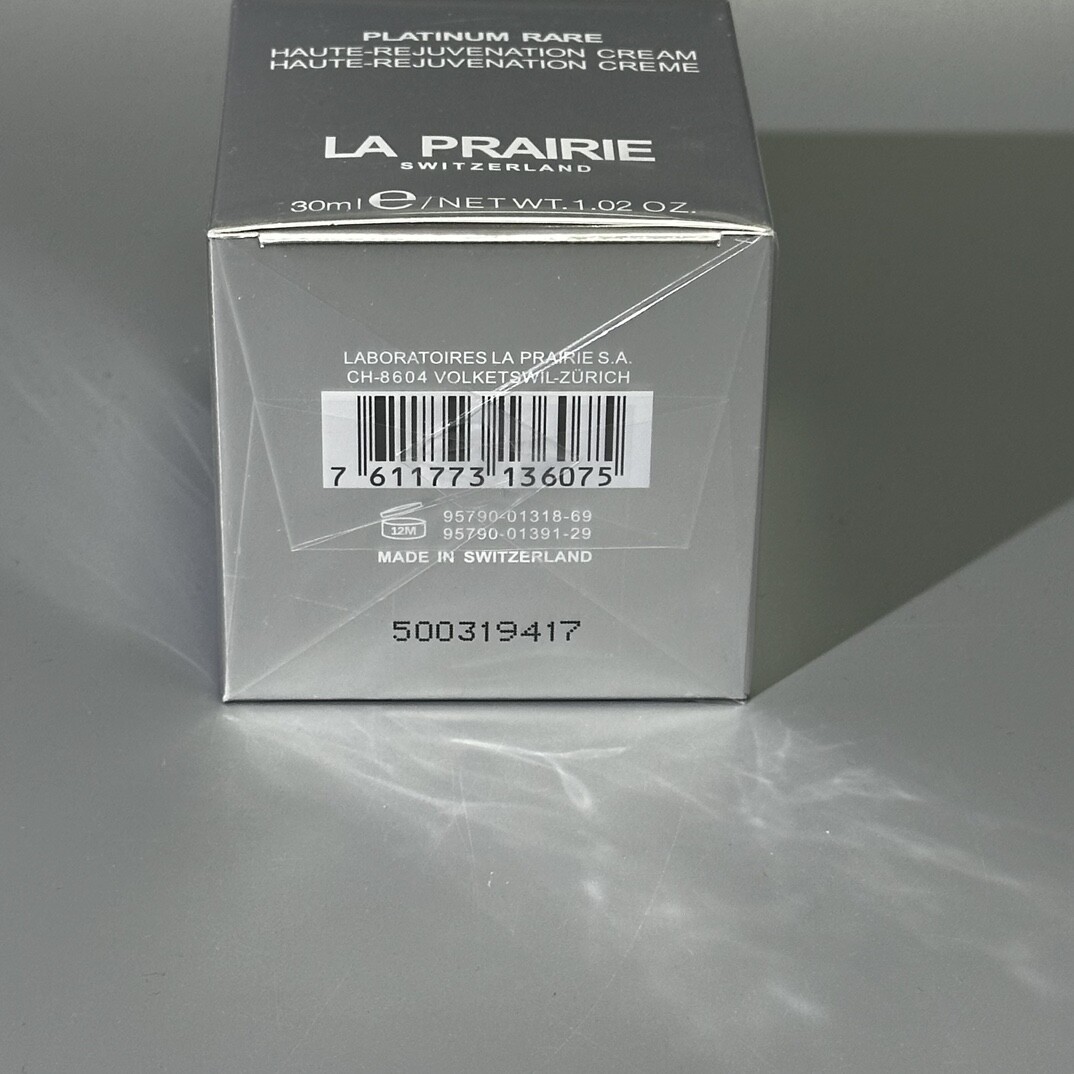 PLATINUM RARE
HAUTE-REJUVENATION CREAM
HAUTE-REJUVENATION CRÈME
LA PRAIRIE
SWITZERLAND
30ml ℮ / NET WT. 1.02 OZ.
LABORATOIRES LA PRAIRIE S.A.
CH-8604 VOLKETSWIL-ZÜRICH
7 611773 136075
12M
95790-01318-69
95790-01391-29
MADE IN SWITZERLAND
500319417